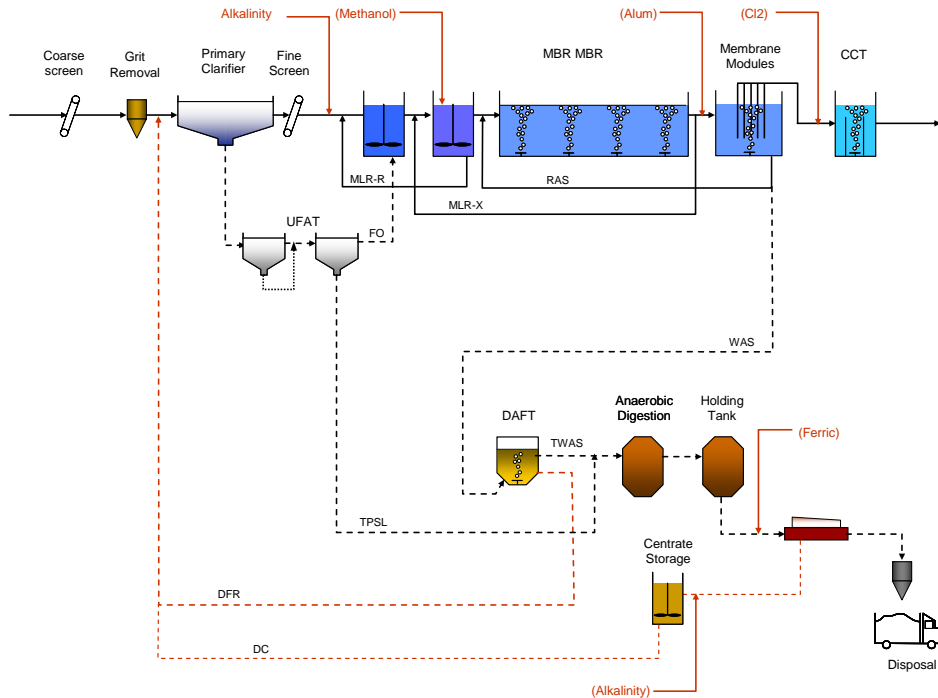 Alkalinity
(Methanol)
(Alum)
(Cl2)
Coarse
screen
Grit
Removal
Primary
Clarifier
Fine
Screen
MBR MBR
Membrane
Modules
CCT
MLR-R
RAS
MLR-X
UFAT
FO
WAS
DAFT
TWAS
Anaerobic
Digestion
Holding
Tank
(Ferric)
TPSL
Centrate
Storage
DFR
DC
(Alkalinity)
Disposal